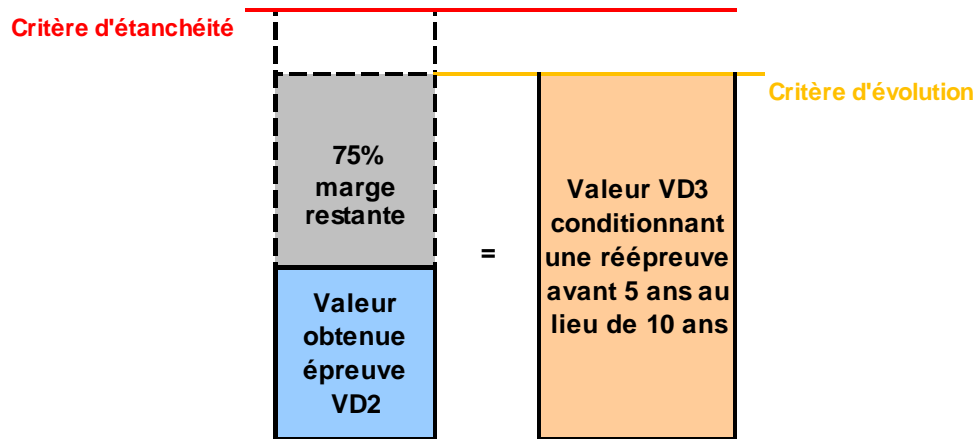 Critère d'étanchéité
Critère d'évolution
75%
marge
restante
Valeur
obtenue
épreuve
VD2
=
Valeur VD3
conditionnant
une réépreuve
avant 5 ans au
lieu de 10 ans